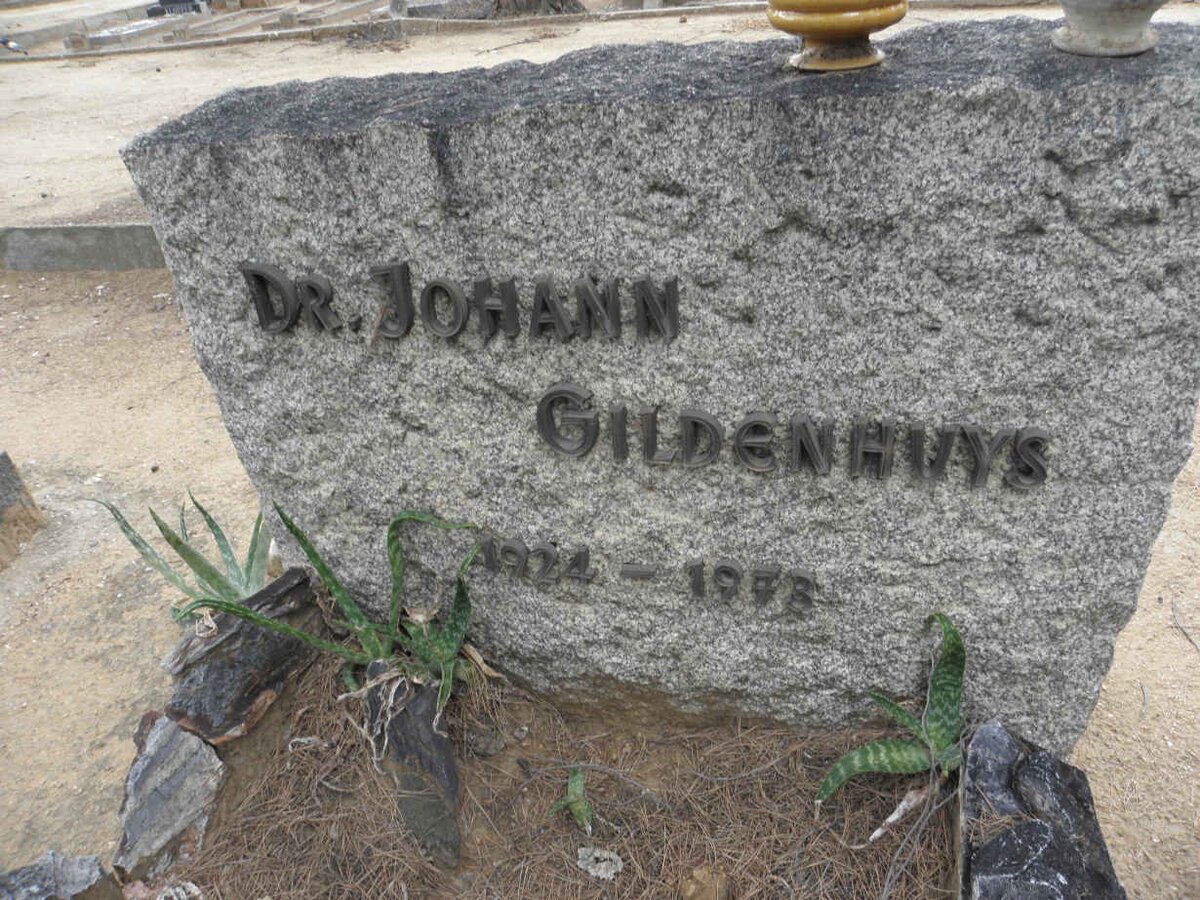 Dr. Johann
Gildenhuys
1924 – 1973